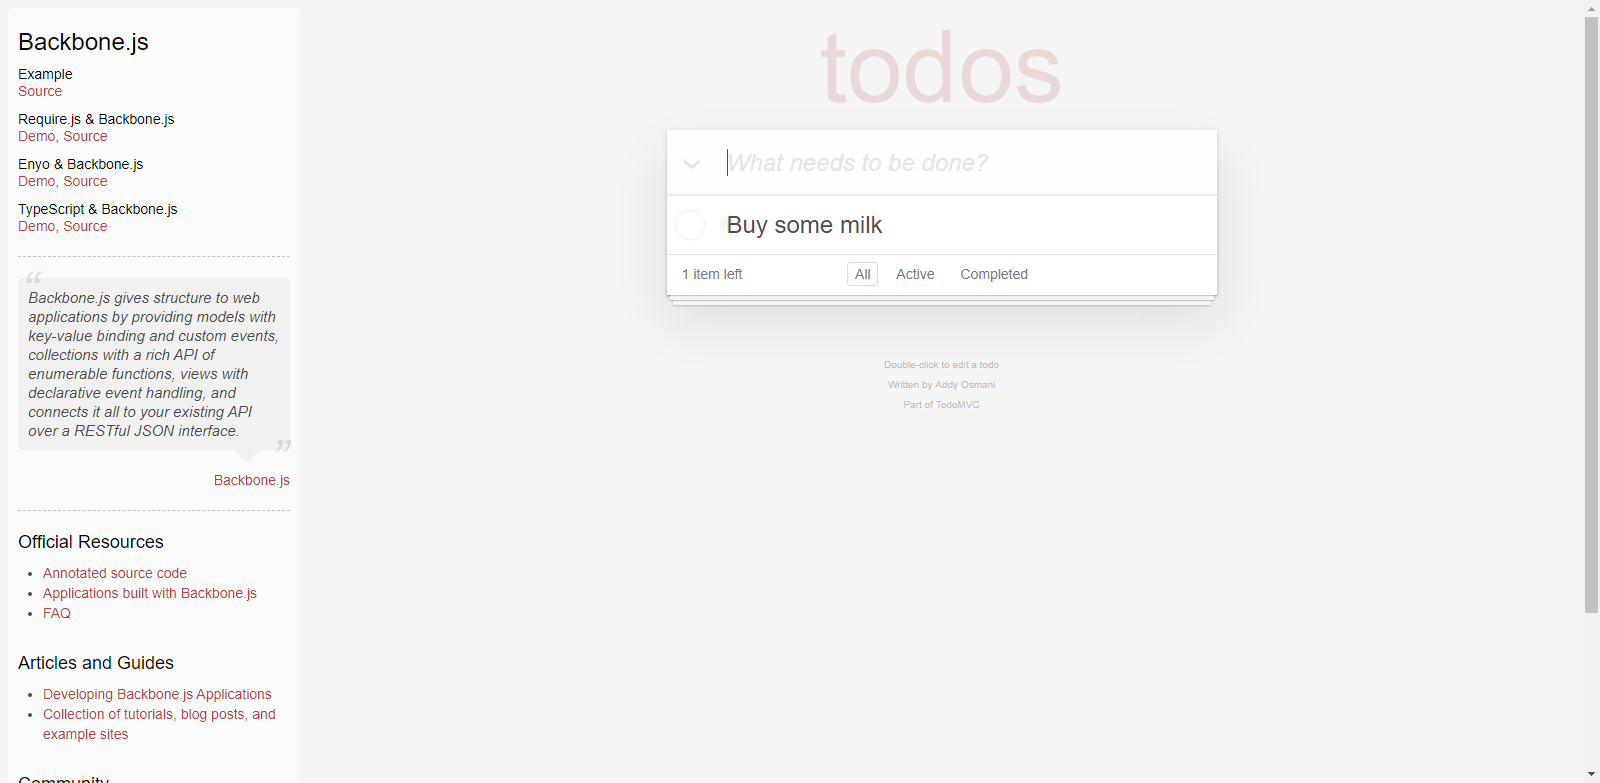 Backbone.js
Example
Source
Require.js & Backbone.js
Demo, Source
Enyo & Backbone.js
Demo, Source
TypeScript & Backbone.js
Demo, Source
“
Backbone.js gives structure to web
applications by providing models with
key-value binding and custom events,
collections with a rich API of
enumerable functions, views with
declarative event handling, and
connects it all to your existing API
over a RESTful JSON interface.
”
Backbone.js
Official Resources
• Annotated source code
• Applications built with Backbone.js
• FAQ
Articles and Guides
• Developing Backbone.js Applications
• Collection of tutorials, blog posts, and
example sites
Community
todos
What needs to be done?
Buy some milk
1 item left All Active Completed
Double-click to edit a todo
Written by Addy Osmani
Part of TodoMVC